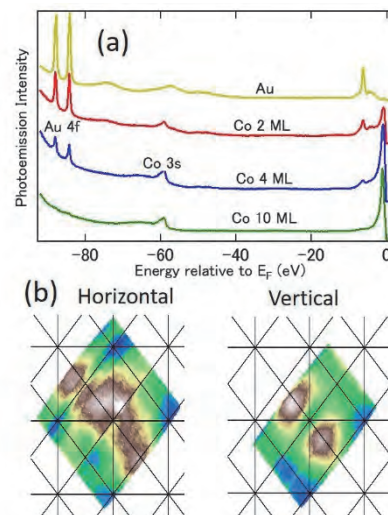 (a)
Photoemission Intensity
Au
Co 2 ML
Au 4f
Co 3s
Co 4 ML
Co 10 ML
-80
-60
-40
-20
0
Energy relative to E_F (eV)
(b) Horizontal
Vertical